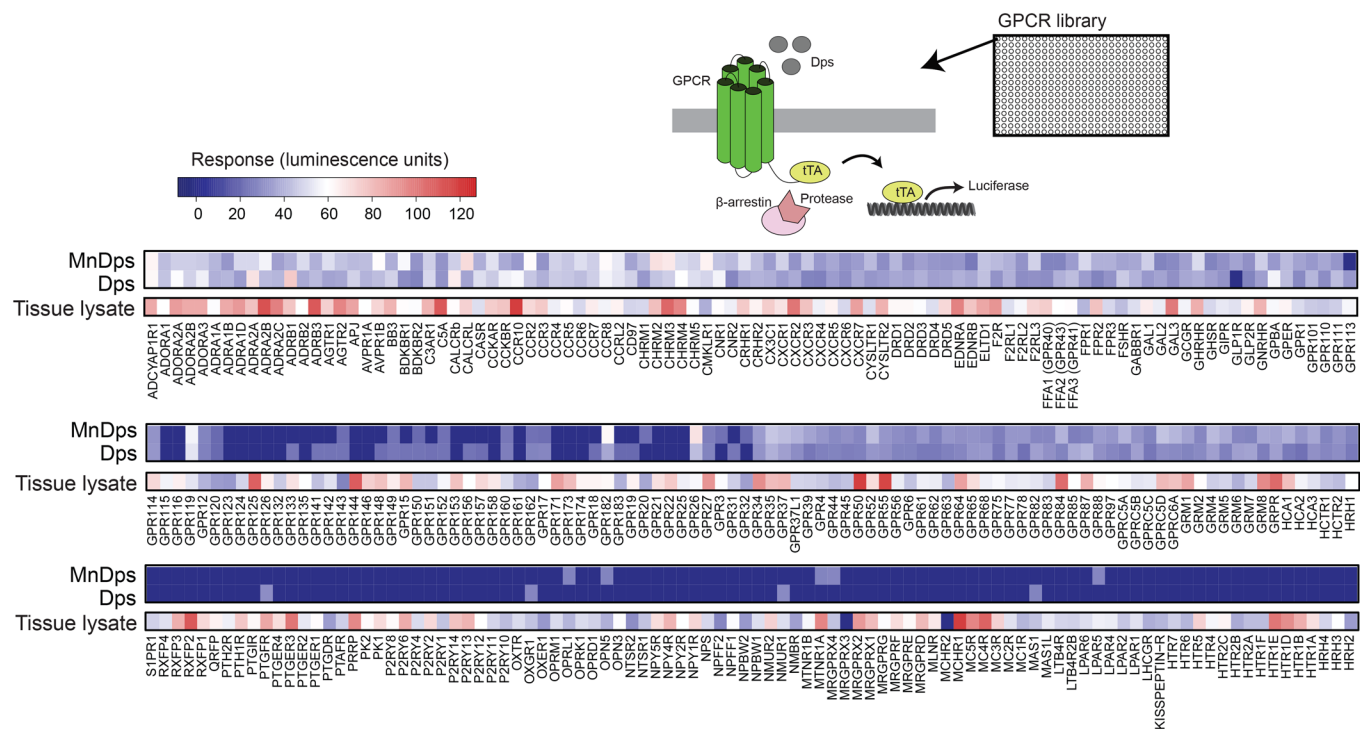 GPCR library
Dps
GPCR
Response (luminescence units)
0 20 40 60 80 100 120
tTA
β-arrestin
Protease
tTA
Luciferase
MnDps
Dps
Tissue lysate
ADCYAP1R1
ADORA1
ADORA2A
ADORA2B
ADORA3
ADRA1A
ADRA1B
ADRA1D
ADRA2A
ADRA2B
ADRA2C
ADRB1
ADRB2
ADRB3
AGTR1
AGTR2
APJ
AVPR1A
AVPR1B
BB3
BDKBR1
BDKBR2
C3AR1
C5A
CALCRb
CALCRL
CASR
CCKAR
CCKBR
CCR10
CCR2
CCR3
CCR4
CCR5
CCR6
CCR7
CCR8
CCRL2
CD97
CHRM1
CHRM2
CHRM3
CHRM4
CHRM5
CMKLR1
CNR1
CNR2
CRHR1
CRHR2
CX3C1
CXCR1
CXCR2
CXCR3
CXCR4
CXCR5
CXCR6
CXCR7
CYSLTR1
CYSLTR2
DRD1
DRD2
DRD3
DRD4
DRD5
EDNRA
EDNRB
ELTD1
F2R
F2RL1
F2RL2
F2RL3
FFA1 (GPR40)
FFA2 (GPR43)
FFA3 (GPR41)
FPR1
FPR2
FPR3
FSHR
GABBR1
GAL1
GAL2
GAL3
GCGR
GHRHR
GHSR
GIPR
GLP1R
GLP2R
GNRHR
GPBA
GPER
GPR1
GPR101
GPR110
GPR111
GPR113
MnDps
Dps
Tissue lysate
GPR114
GPR115
GPR116
GPR119
GPR12
GPR120
GPR123
GPR124
GPR125
GPR126
GPR132
GPR133
GPR135
GPR141
GPR142
GPR143
GPR144
GPR146
GPR148
GPR149
GPR15
GPR150
GPR151
GPR152
GPR153
GPR156
GPR157
GPR158
GPR160
GPR161
GPR162
GPR17
GPR171
GPR173
GPR174
GPR18
GPR182
GPR183
GPR19
GPR20
GPR21
GPR22
GPR25
GPR26
GPR27
GPR3
GPR31
GPR32
GPR34
GPR35
GPR37
GPR37L1
GPR39
GPR4
GPR44
GPR45
GPR50
GPR52
GPR55
GPR56
GPR6
GPR61
GPR62
GPR63
GPR64
GPR65
GPR68
GPR75
GPR77
GPR78
GPR82
GPR83
GPR84
GPR85
GPR87
GPR88
GPR97
GPRC5A
GPRC5B
GPRC5C
GPRC5D
GPRC6A
GRM1
GRM2
GRM4
GRM5
GRM6
GRM7
GRM8
GRPR
HCA1
HCA2
HCA3
HCTR1
HCTR2
HRH1
MnDps
Dps
Tissue lysate
S1PR1
RXFP4
RXFP3
RXFP2
RXFP1
QRFP
PTH2R
PTH1R
PTGIR
PTGFR
PTGER4
PTGER3
PTGER2
PTGER1
PTGDR
PTAFR
PRRP
PK2
PK1
P2RY8
P2RY6
P2RY4
P2RY2
P2RY1
P2RY14
P2RY13
P2RY12
P2RY11
P2RY10
OXTR
OXGR1
OXER1
OPRM1
OPRL1
OPRK1
OPRD1
OPN5
OPN3
NTSR2
NTSR1
NPY5R
NPY4R
NPY2R
NPY1R
NPS
NPFF2
NPFF1
NPBW2
NPBW1
NMUR2
NMUR1
NMBR
MTNR1B
MTNR1A
MRGPRX4
MRGPRX3
MRGPRX2
MRGPRX1
MRGPRG
MRGPRF
MRGPRE
MRGPRD
MLNR
MCHR2
MCHR1
MC5R
MC4R
MC3R
MC1R
MAS1
MAS1L
LTB4R
LTB4R2B
LPAR6
LPAR5
LPAR4
LPAR2
LPAR1
LHCGR
KISSPEPTIN-R
HTR7
HTR6
HTR5
HTR4
HTR2C
HTR2B
HTR2A
HTR1F
HTR1E
HTR1D
HTR1B
HTR1A
HRH4
HRH3
HRH2